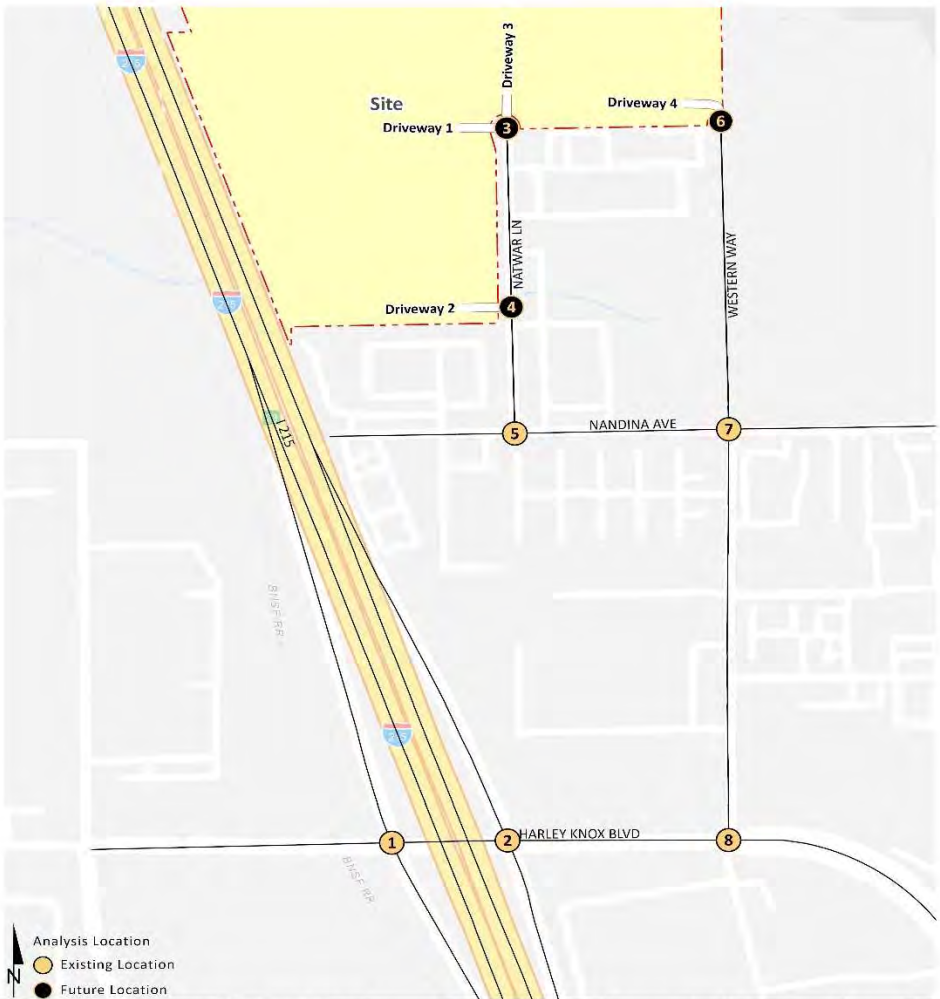 Driveway 3
Site
Driveway 4
Driveway 1
3
6
NATWAR LN
WESTERN WAY
Driveway 2
4
I 215
5
NANDINA AVE
7
BNSF RR
1
2
HARLEY KNOX BLVD
8
BNSF RR
Analysis Location
Existing Location
Future Location
N